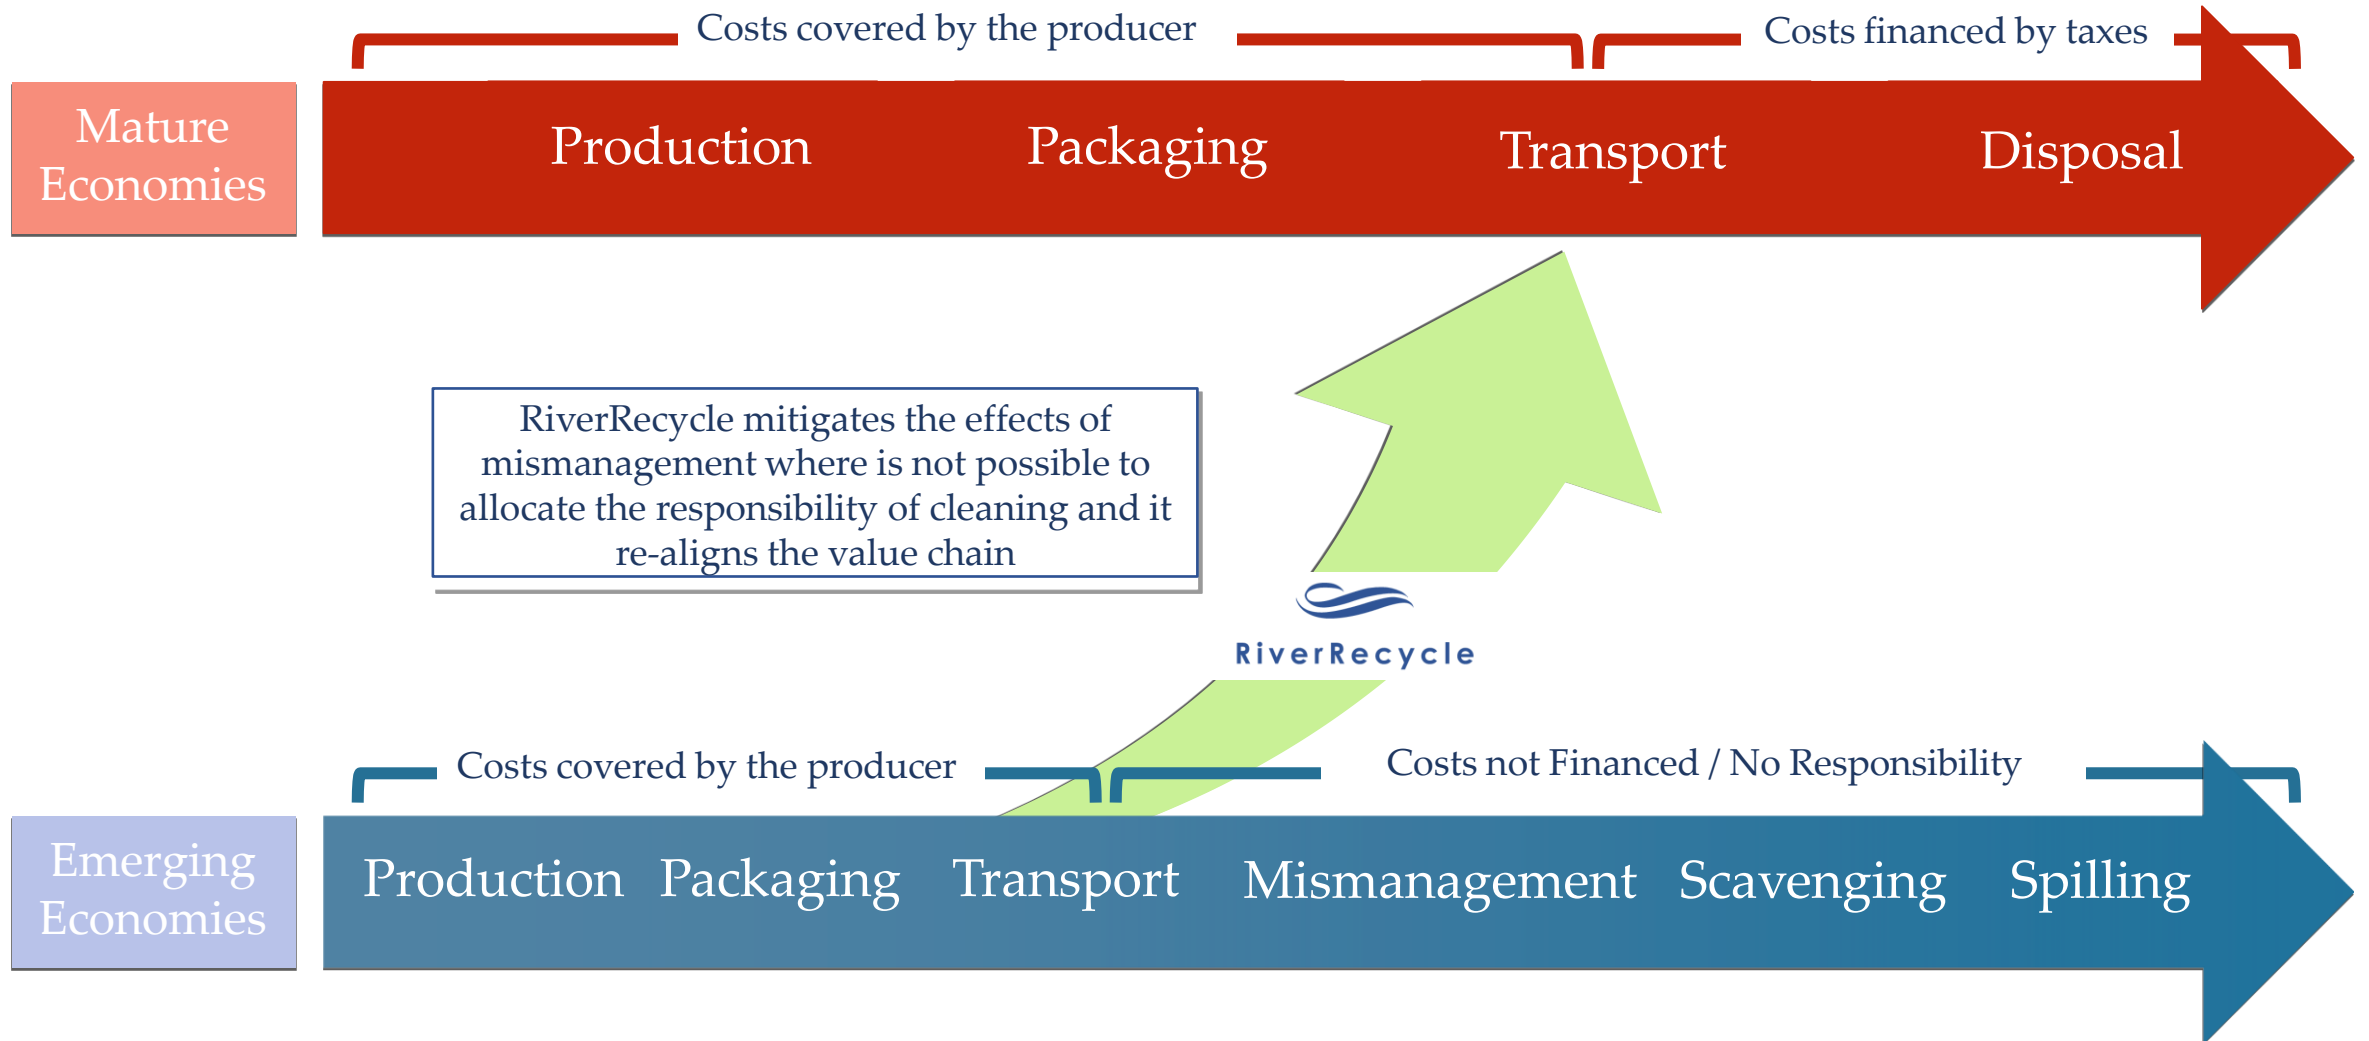 Costs covered by the producer
Costs financed by taxes
Mature
Economies
Production
Packaging
Transport
Disposal
RiverRecycle mitigates the effects of
mismanagement where is not possible to
allocate the responsibility of cleaning and it
re-aligns the value chain
RiverRecycle
Costs covered by the producer
Costs not Financed / No Responsibility
Emerging
Economies
Production
Packaging
Transport
Mismanagement
Scavenging
Spilling